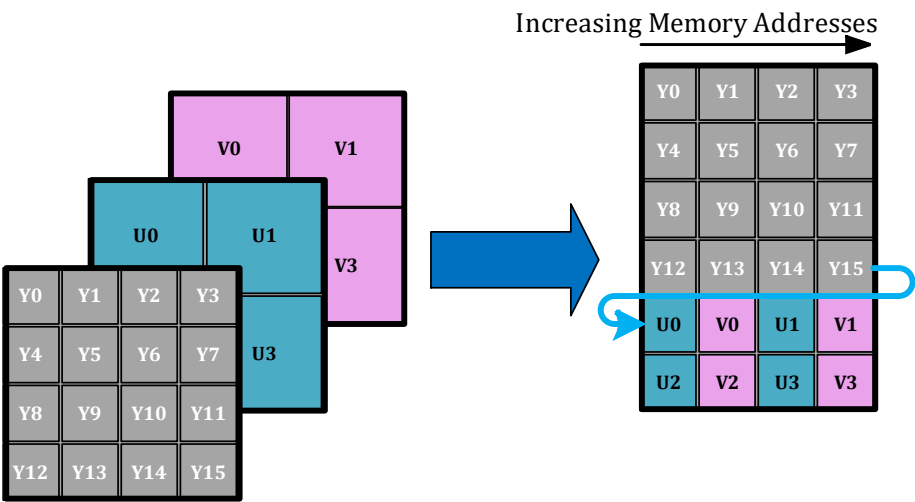 Increasing Memory Addresses
V0 V1
V3
U0 U1
U3
Y0 Y1 Y2 Y3
Y4 Y5 Y6 Y7
Y8 Y9 Y10 Y11
Y12 Y13 Y14 Y15
Y0 Y1 Y2 Y3
Y4 Y5 Y6 Y7
Y8 Y9 Y10 Y11
Y12 Y13 Y14 Y15
U0 V0 U1 V1
U2 V2 U3 V3